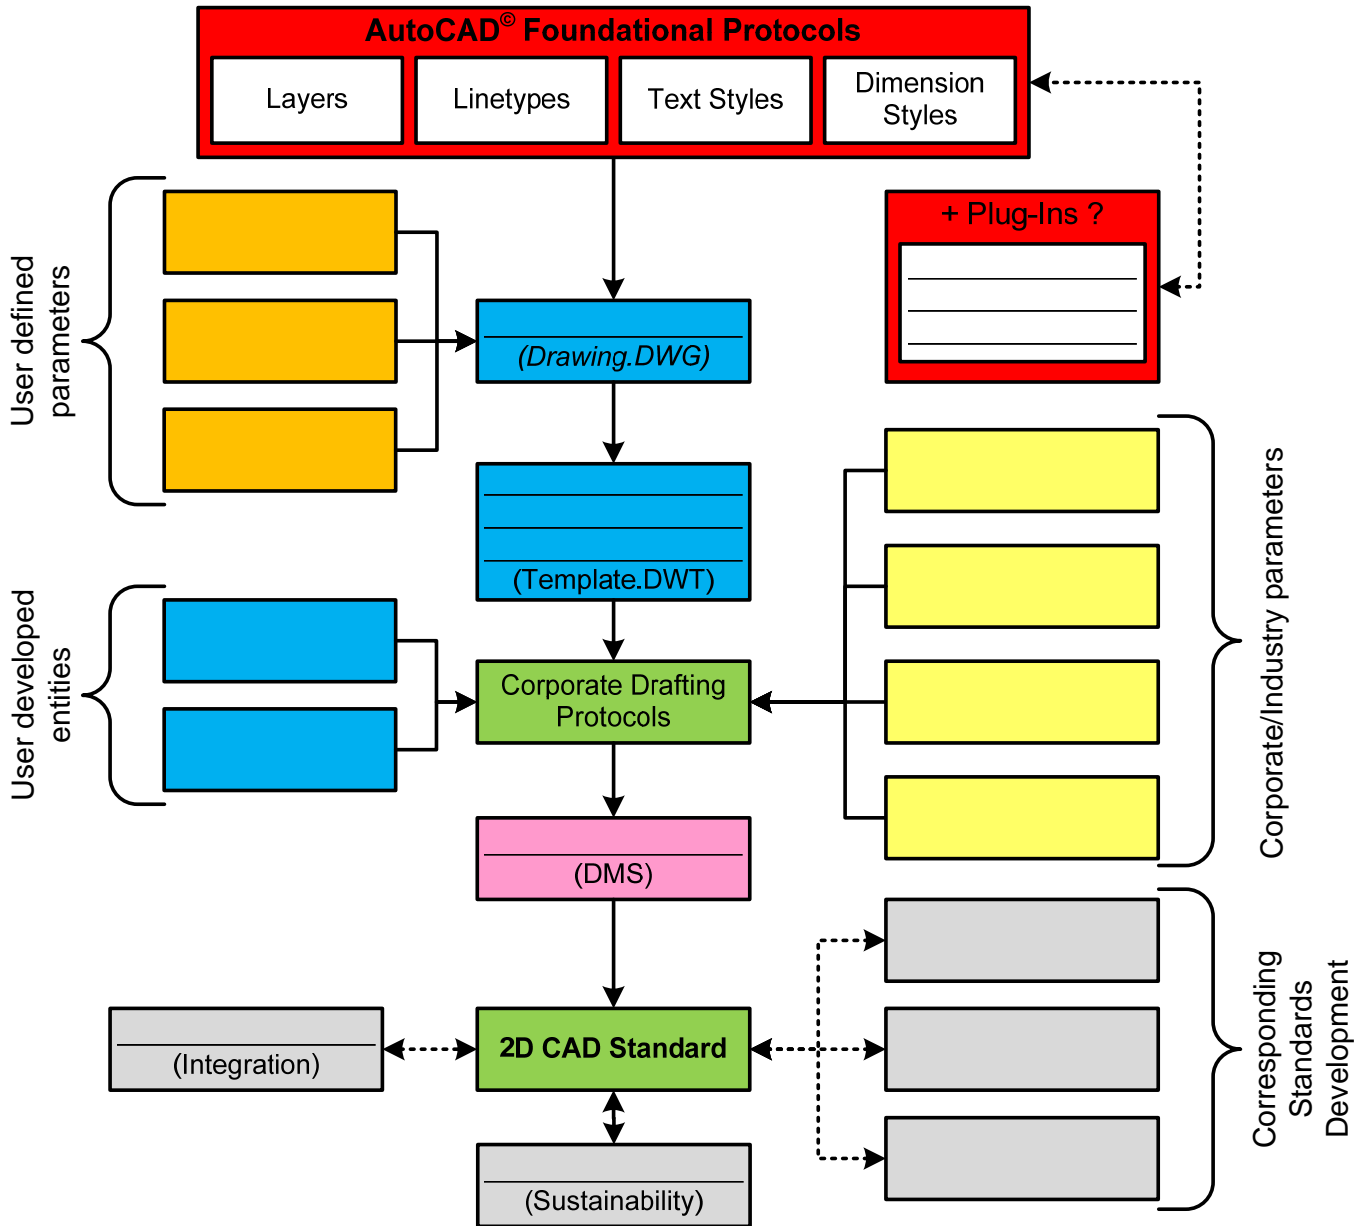 AutoCAD© Foundational Protocols
Layers
Linetypes
Text Styles
Dimension
Styles
+ Plug-Ins ?
User defined
parameters
(Drawing.DWG)
(Template.DWT)
Corporate/Industry parameters
User developed
entities
Corporate Drafting
Protocols
(DMS)
Corresponding
Standards
Development
(Integration)
2D CAD Standard
(Sustainability)